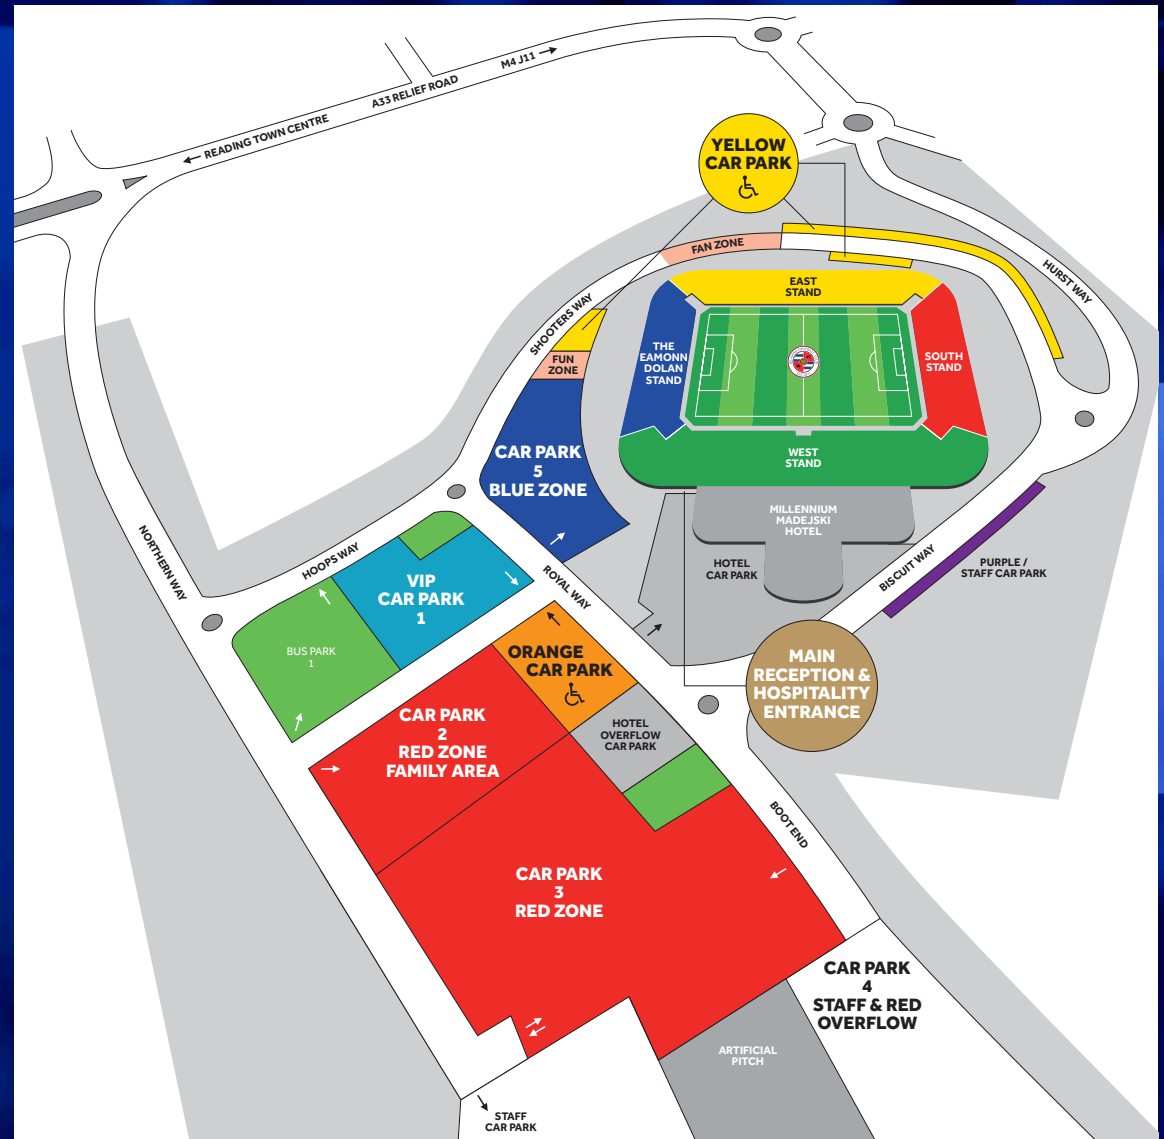 M4 J11
A33 RELIEF ROAD
READING TOWN CENTRE
YELLOW
CAR PARK
FAN ZONE
HURST WAY
EAST
STAND
SHOOTERS WAY
FUN
ZONE
THE
EAMONN
DOLAN
STAND
SOUTH
STAND
WEST
STAND
CAR PARK
5
BLUE ZONE
MILLENNIUM
MADEJSKI
HOTEL
HOTEL
CAR PARK
BISCUIT WAY
PURPLE /
STAFF CAR PARK
NORTHERN WAY
HOOPS WAY
ROYAL WAY
VIP
CAR PARK
1
BUS PARK
1
ORANGE
CAR PARK
MAIN
RECEPTION &
HOSPITALITY
ENTRANCE
CAR PARK
2
RED ZONE
FAMILY AREA
HOTEL
OVERFLOW
CAR PARK
BOOT END
CAR PARK
3
RED ZONE
CAR PARK
4
STAFF & RED
OVERFLOW
ARTIFICIAL
PITCH
STAFF
CAR PARK